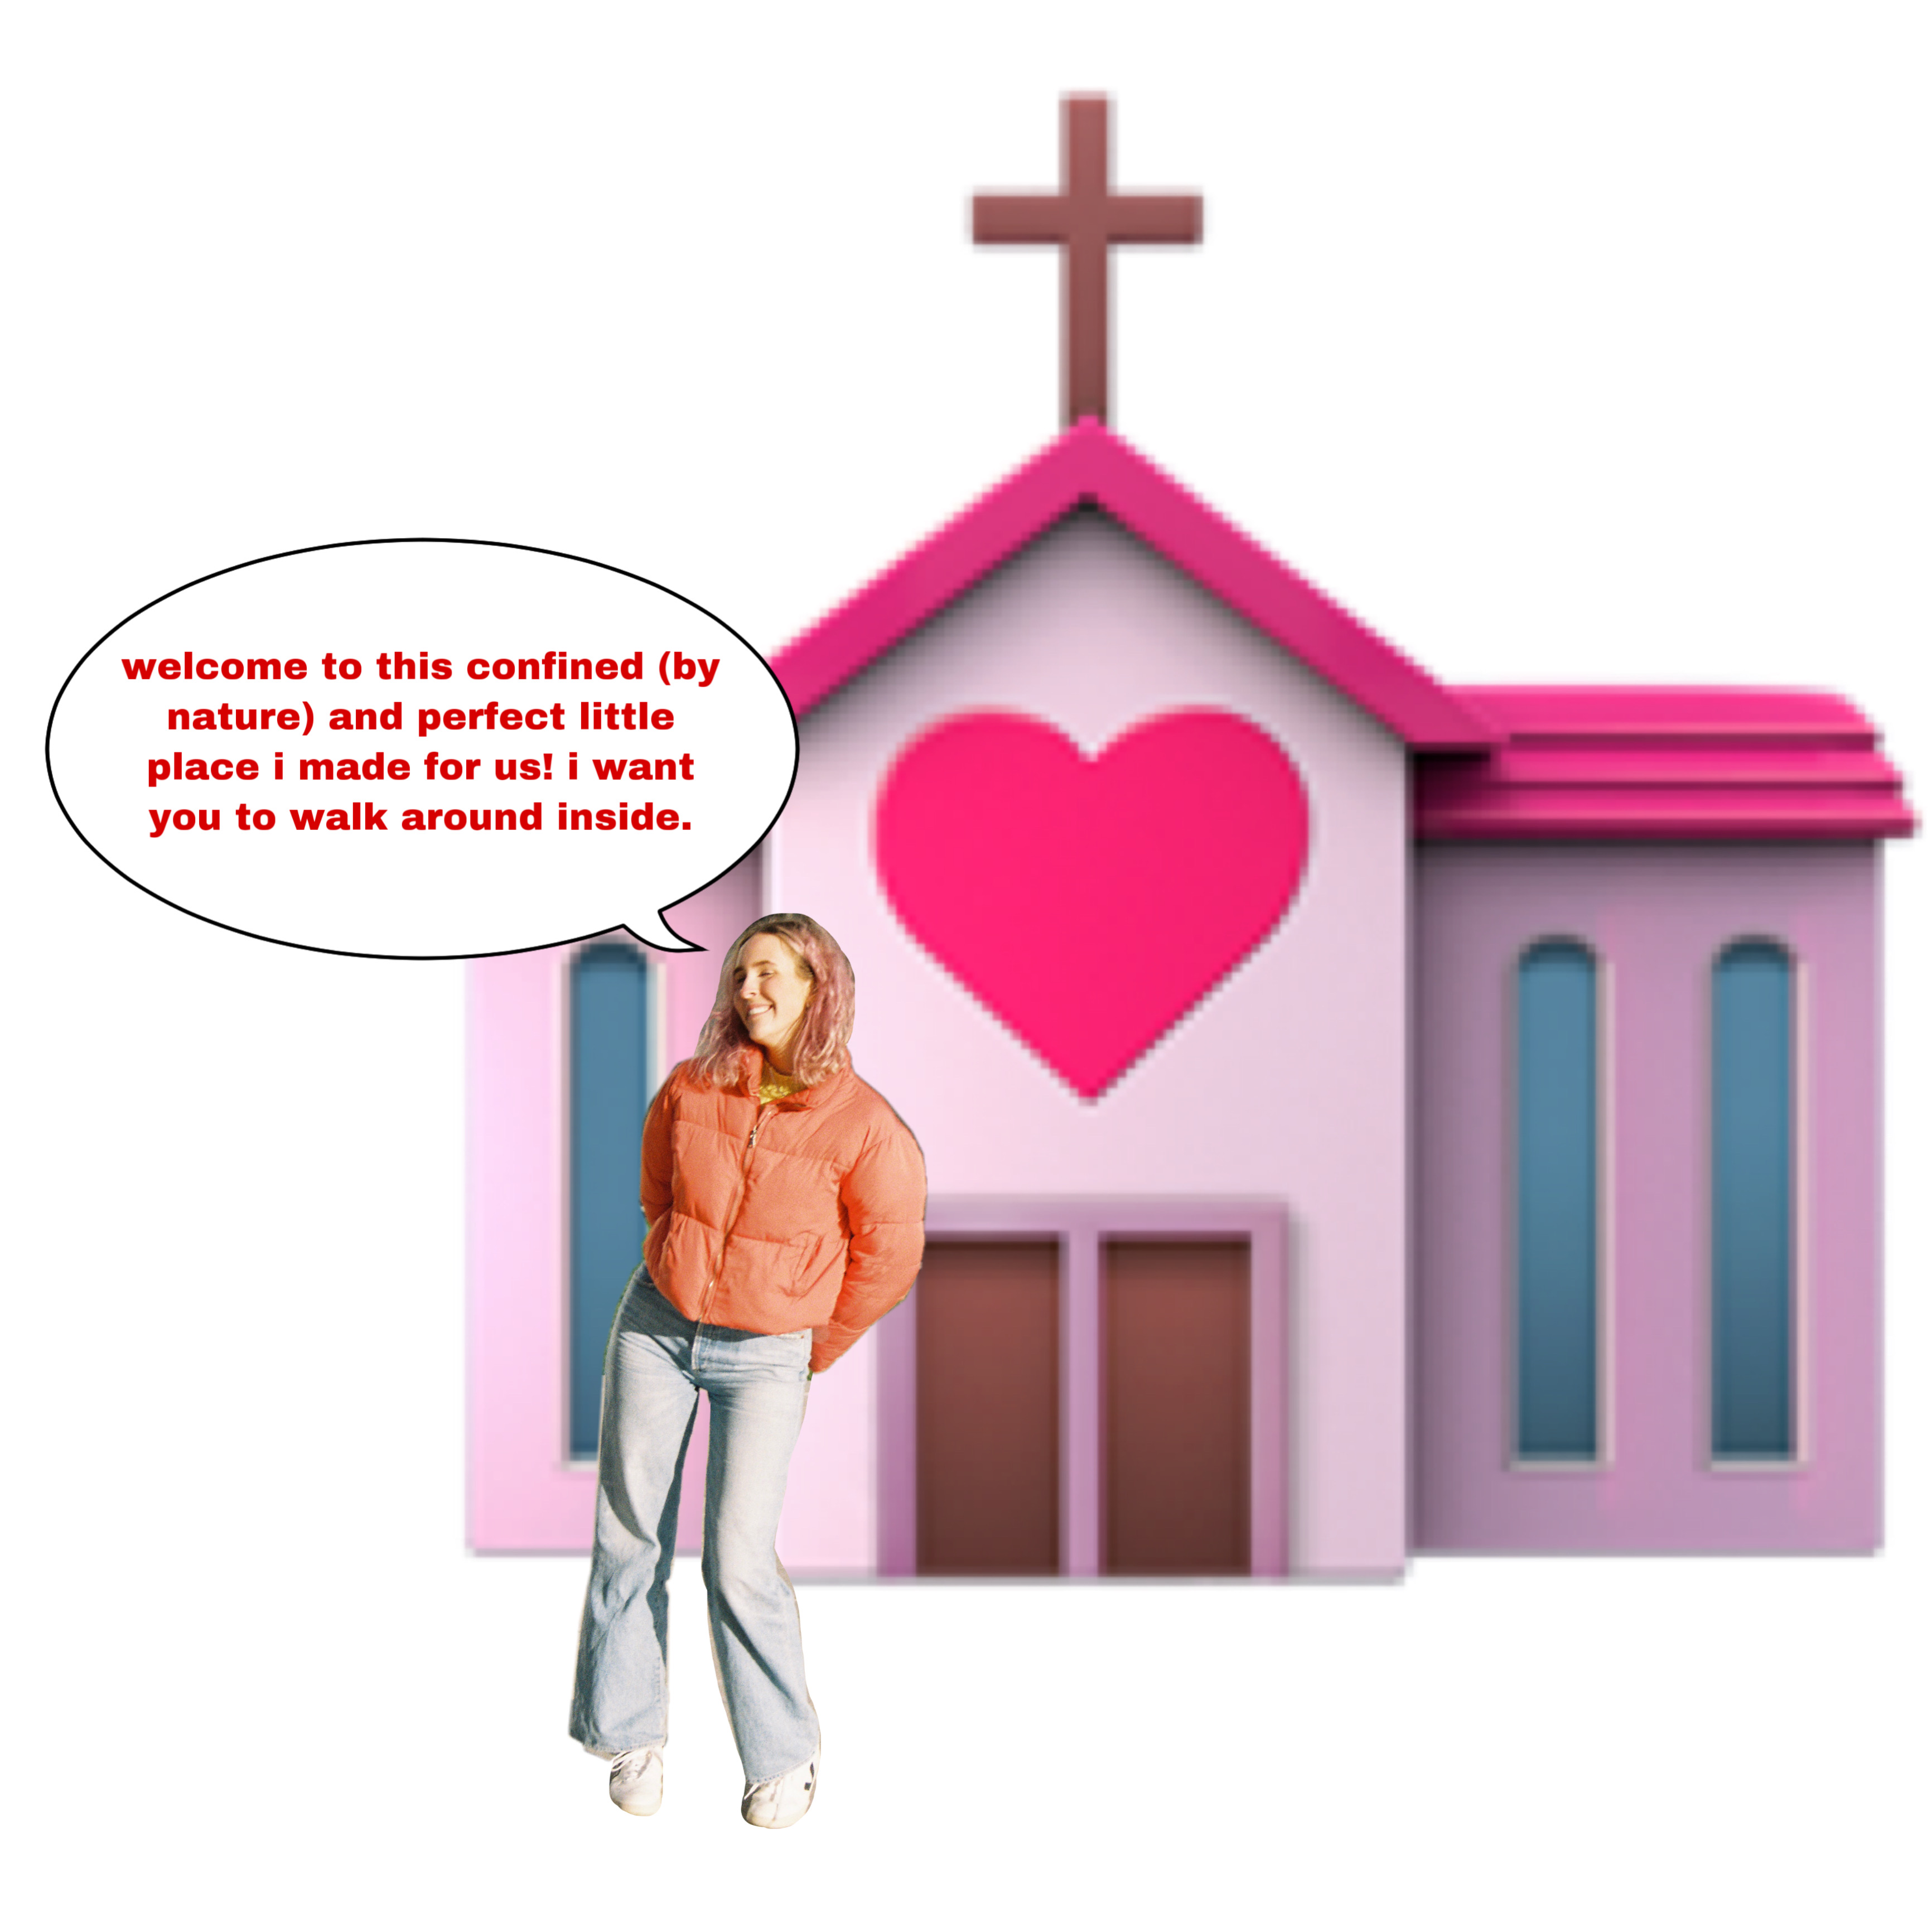 welcome to this confined (by
nature) and perfect little
place i made for us! i want
you to walk around inside.